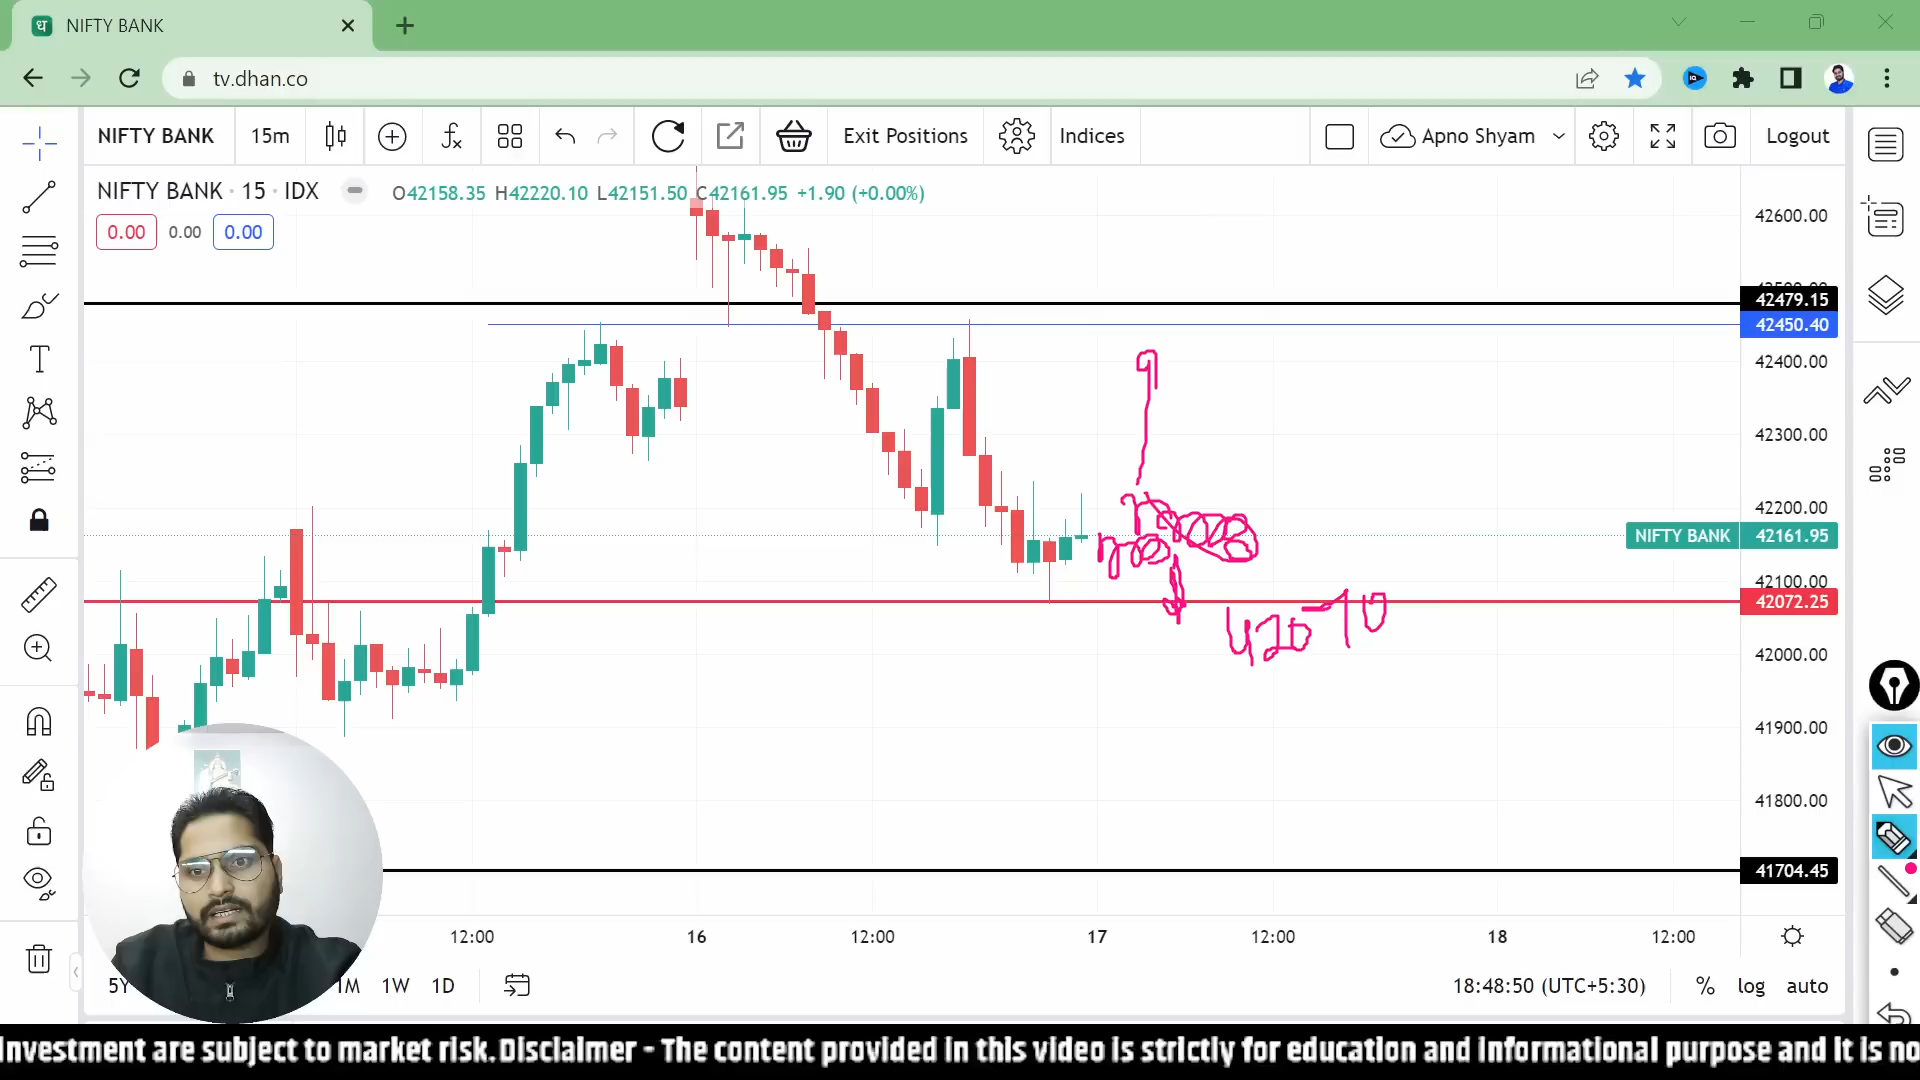 NIFTY BANK
tv.dhan.co
NIFTY BANK 15m Exit Positions Indices Apno Shyam Logout
NIFTY BANK · 15 · IDX O42158.35 H42220.10 L42151.50 C42161.95 +1.90 (+0.00%)
0.00 0.00 0.00
42600.00
42479.15
42450.40
42400.00
42300.00
42200.00
NIFTY BANK 42161.95
42100.00
42072.25
42000.00
41900.00
41800.00
41704.45
12:00 16 12:00 17 12:00 18 12:00
5Y 1M 1W 1D 18:48:50 (UTC+5:30) % log auto
Investment are subject to market risk.Disclaimer - The content provided in this video is strictly for education and informational purpose and it is no